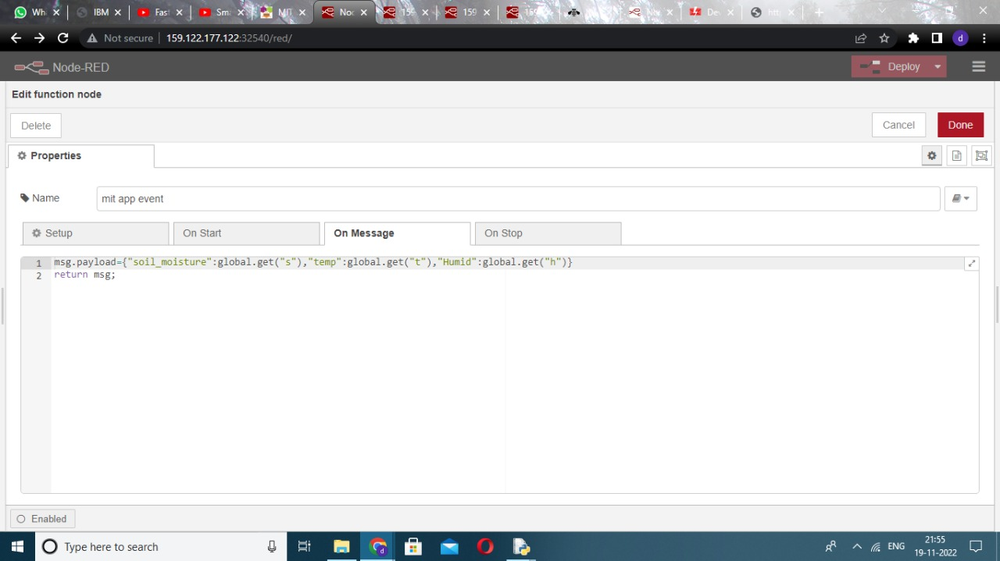 Wh IBM Fas Sm MIT Noc 159 159 159 De htt
Not secure 159.122.177.122:32540/red/ d
Node-RED Deploy
Edit function node
Delete Cancel Done
Properties
Name mit app event
Setup On Start On Message On Stop
1 msg.payload={"soil_moisture":global.get("s"),"temp":global.get("t"),"Humid":global.get("h")}
2 return msg;
Enabled
Type here to search ENG 21:55
19-11-2022